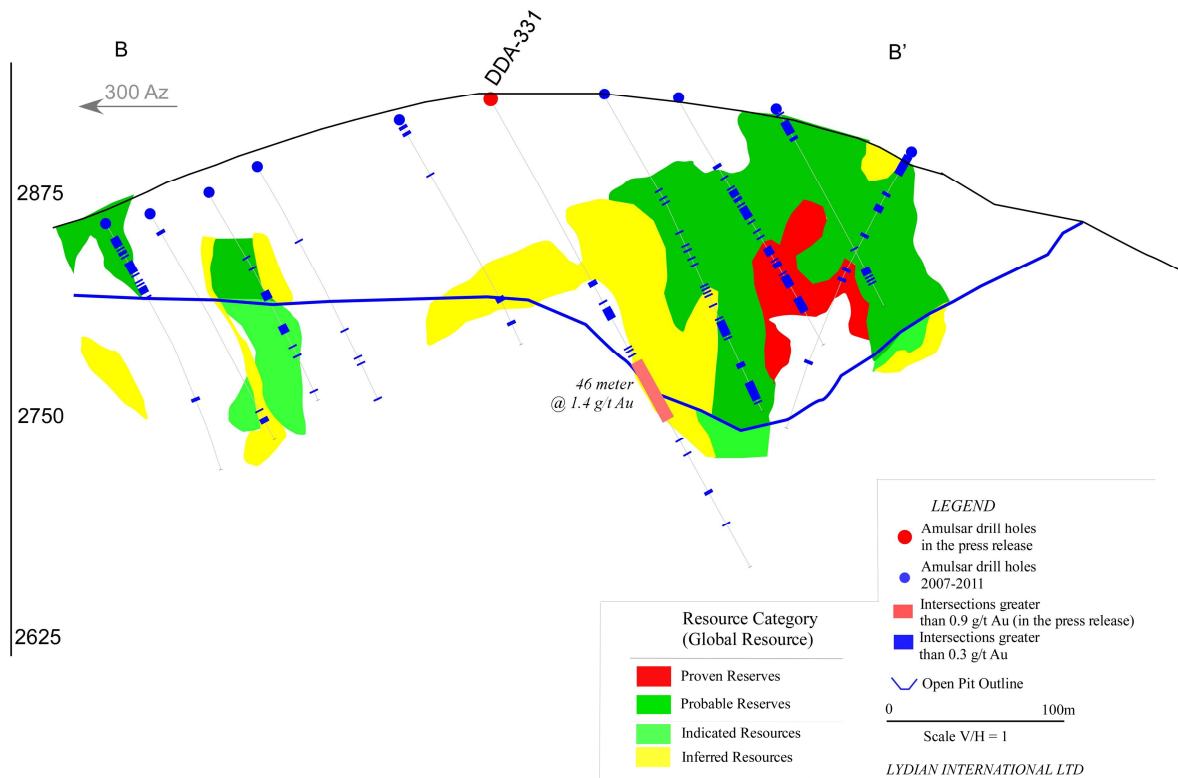 B
DDA-331
B'
300 Az
2875
2750
2625
46 meter
@ 1.4 g/t Au
LEGEND
Amulsar drill holes
in the press release
Amulsar drill holes
2007-2011
Intersections greater
than 0.9 g/t Au (in the press release)
Intersections greater
than 0.3 g/t Au
Open Pit Outline
0 100m
Scale V/H = 1
LYDIAN INTERNATIONAL LTD
Resource Category
(Global Resource)
Proven Reserves
Probable Reserves
Indicated Resources
Inferred Resources